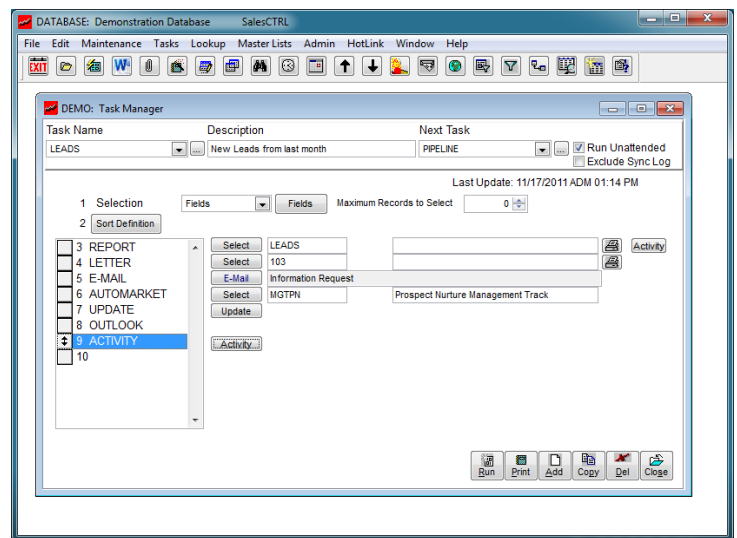 DATABASE: Demonstration Database SalesCTRL
File Edit Maintenance Tasks Lookup Master Lists Admin HotLink Window Help
EXIT W
DEMO: Task Manager
Task Name Description Next Task
LEADS ... New Leads from last month PIPELINE ... Run Unattended
Exclude Sync Log
Last Update: 11/17/2011 ADM 01:14 PM
1 Selection Fields Fields Maximum Records to Select 0
2 Sort Definition
3 REPORT Select LEADS Activity
4 LETTER Select 103
5 E-MAIL E-Mail Information Request
6 AUTOMARKET Select MGTPN Prospect Nurture Management Track
7 UPDATE Update
8 OUTLOOK
9 ACTIVITY Activity
10
Run Print Add Copy Del Close